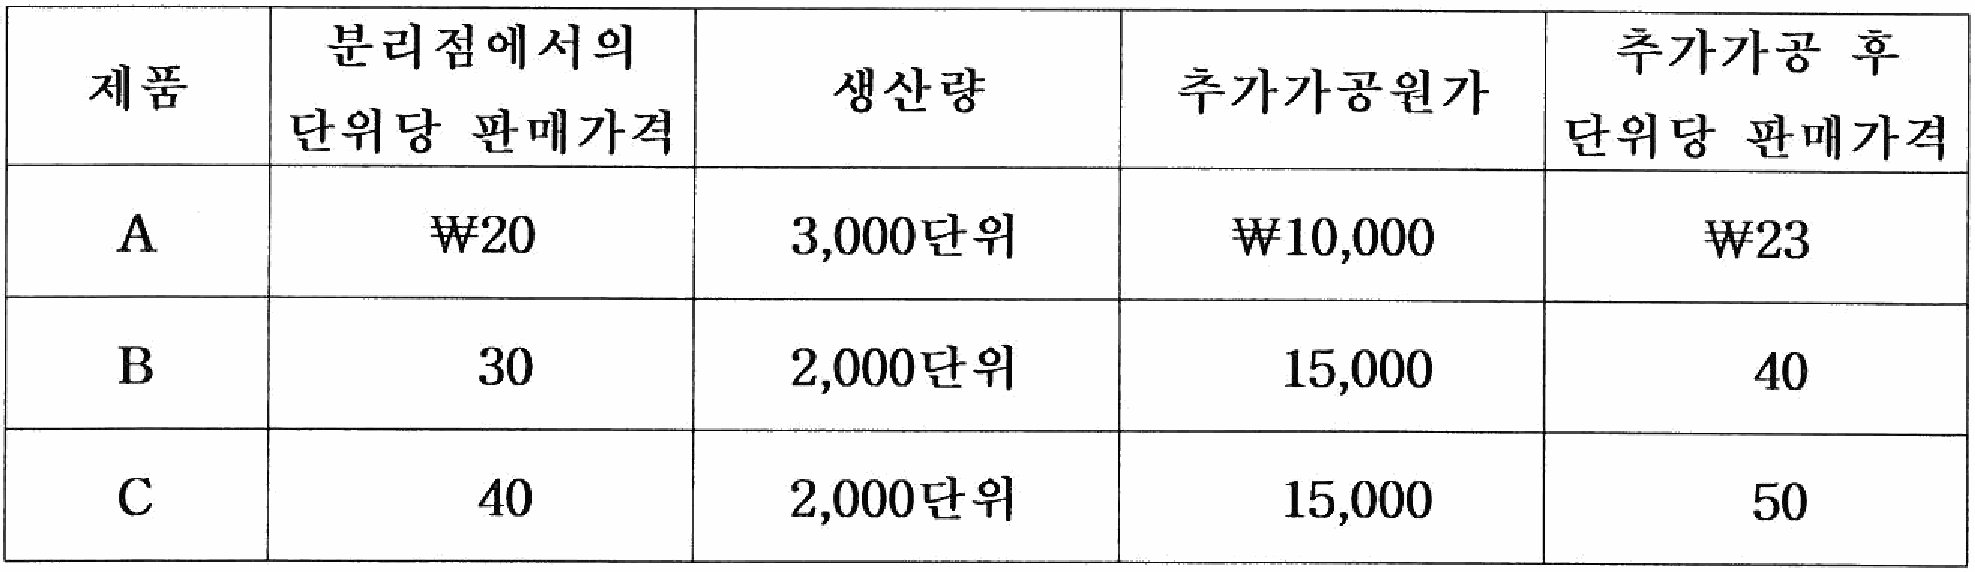 제품 분리점에서의 단위당 판매가격 생산량 추가가공원가 추가가공 후 단위당 판매가격
A ₩20 3,000단위 ₩10,000 ₩23
B 30 2,000단위 15,000 40
C 40 2,000단위 15,000 50